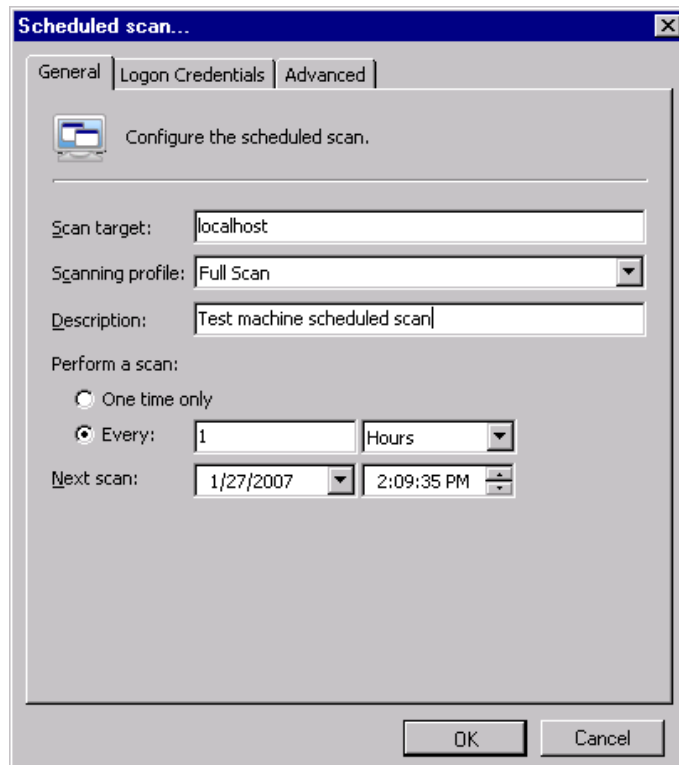 Scheduled scan...
General Logon Credentials Advanced
Configure the scheduled scan.
Scan target: localhost
Scanning profile: Full Scan
Description: Test machine scheduled scan
Perform a scan:
One time only
Every: 1 Hours
Next scan: 1/27/2007 2:09:35 PM
OK Cancel